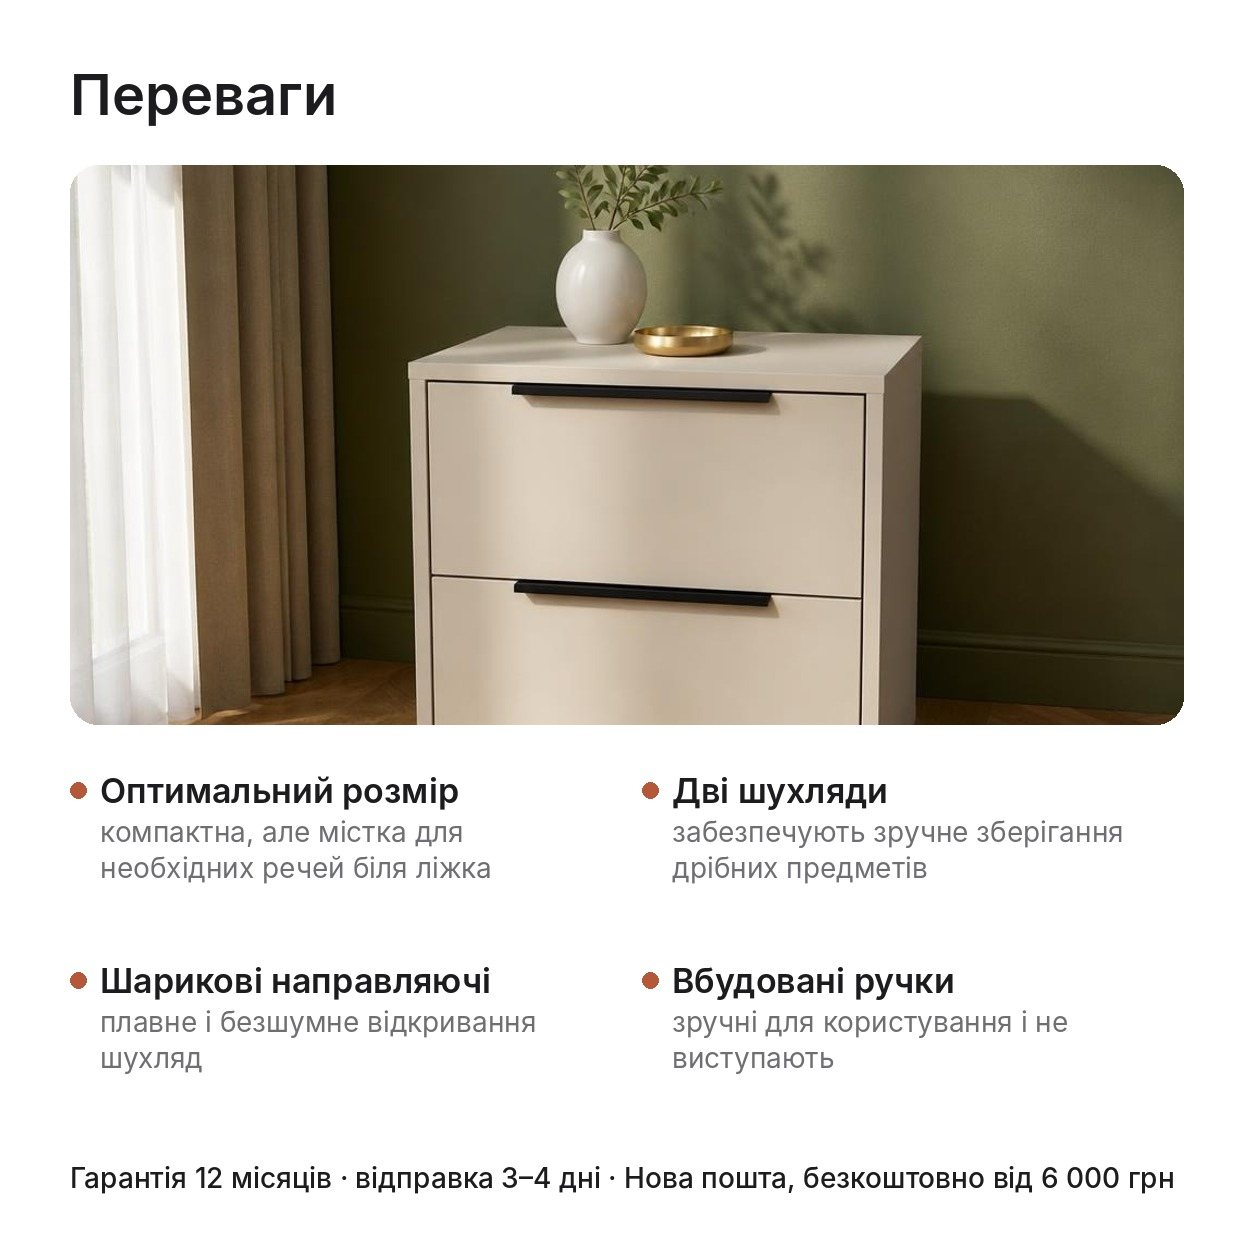 Переваги
Оптимальний розмір
компактна, але містка для
необхідних речей біля ліжка
Дві шухляди
забезпечують зручне зберігання
дрібних предметів
Шарикові направляючі
плавне і безшумне відкривання
шухляд
Вбудовані ручки
зручні для користування і не
виступають
Гарантія 12 місяців · відправка 3–4 дні · Нова пошта, безкоштовно від 6 000 грн